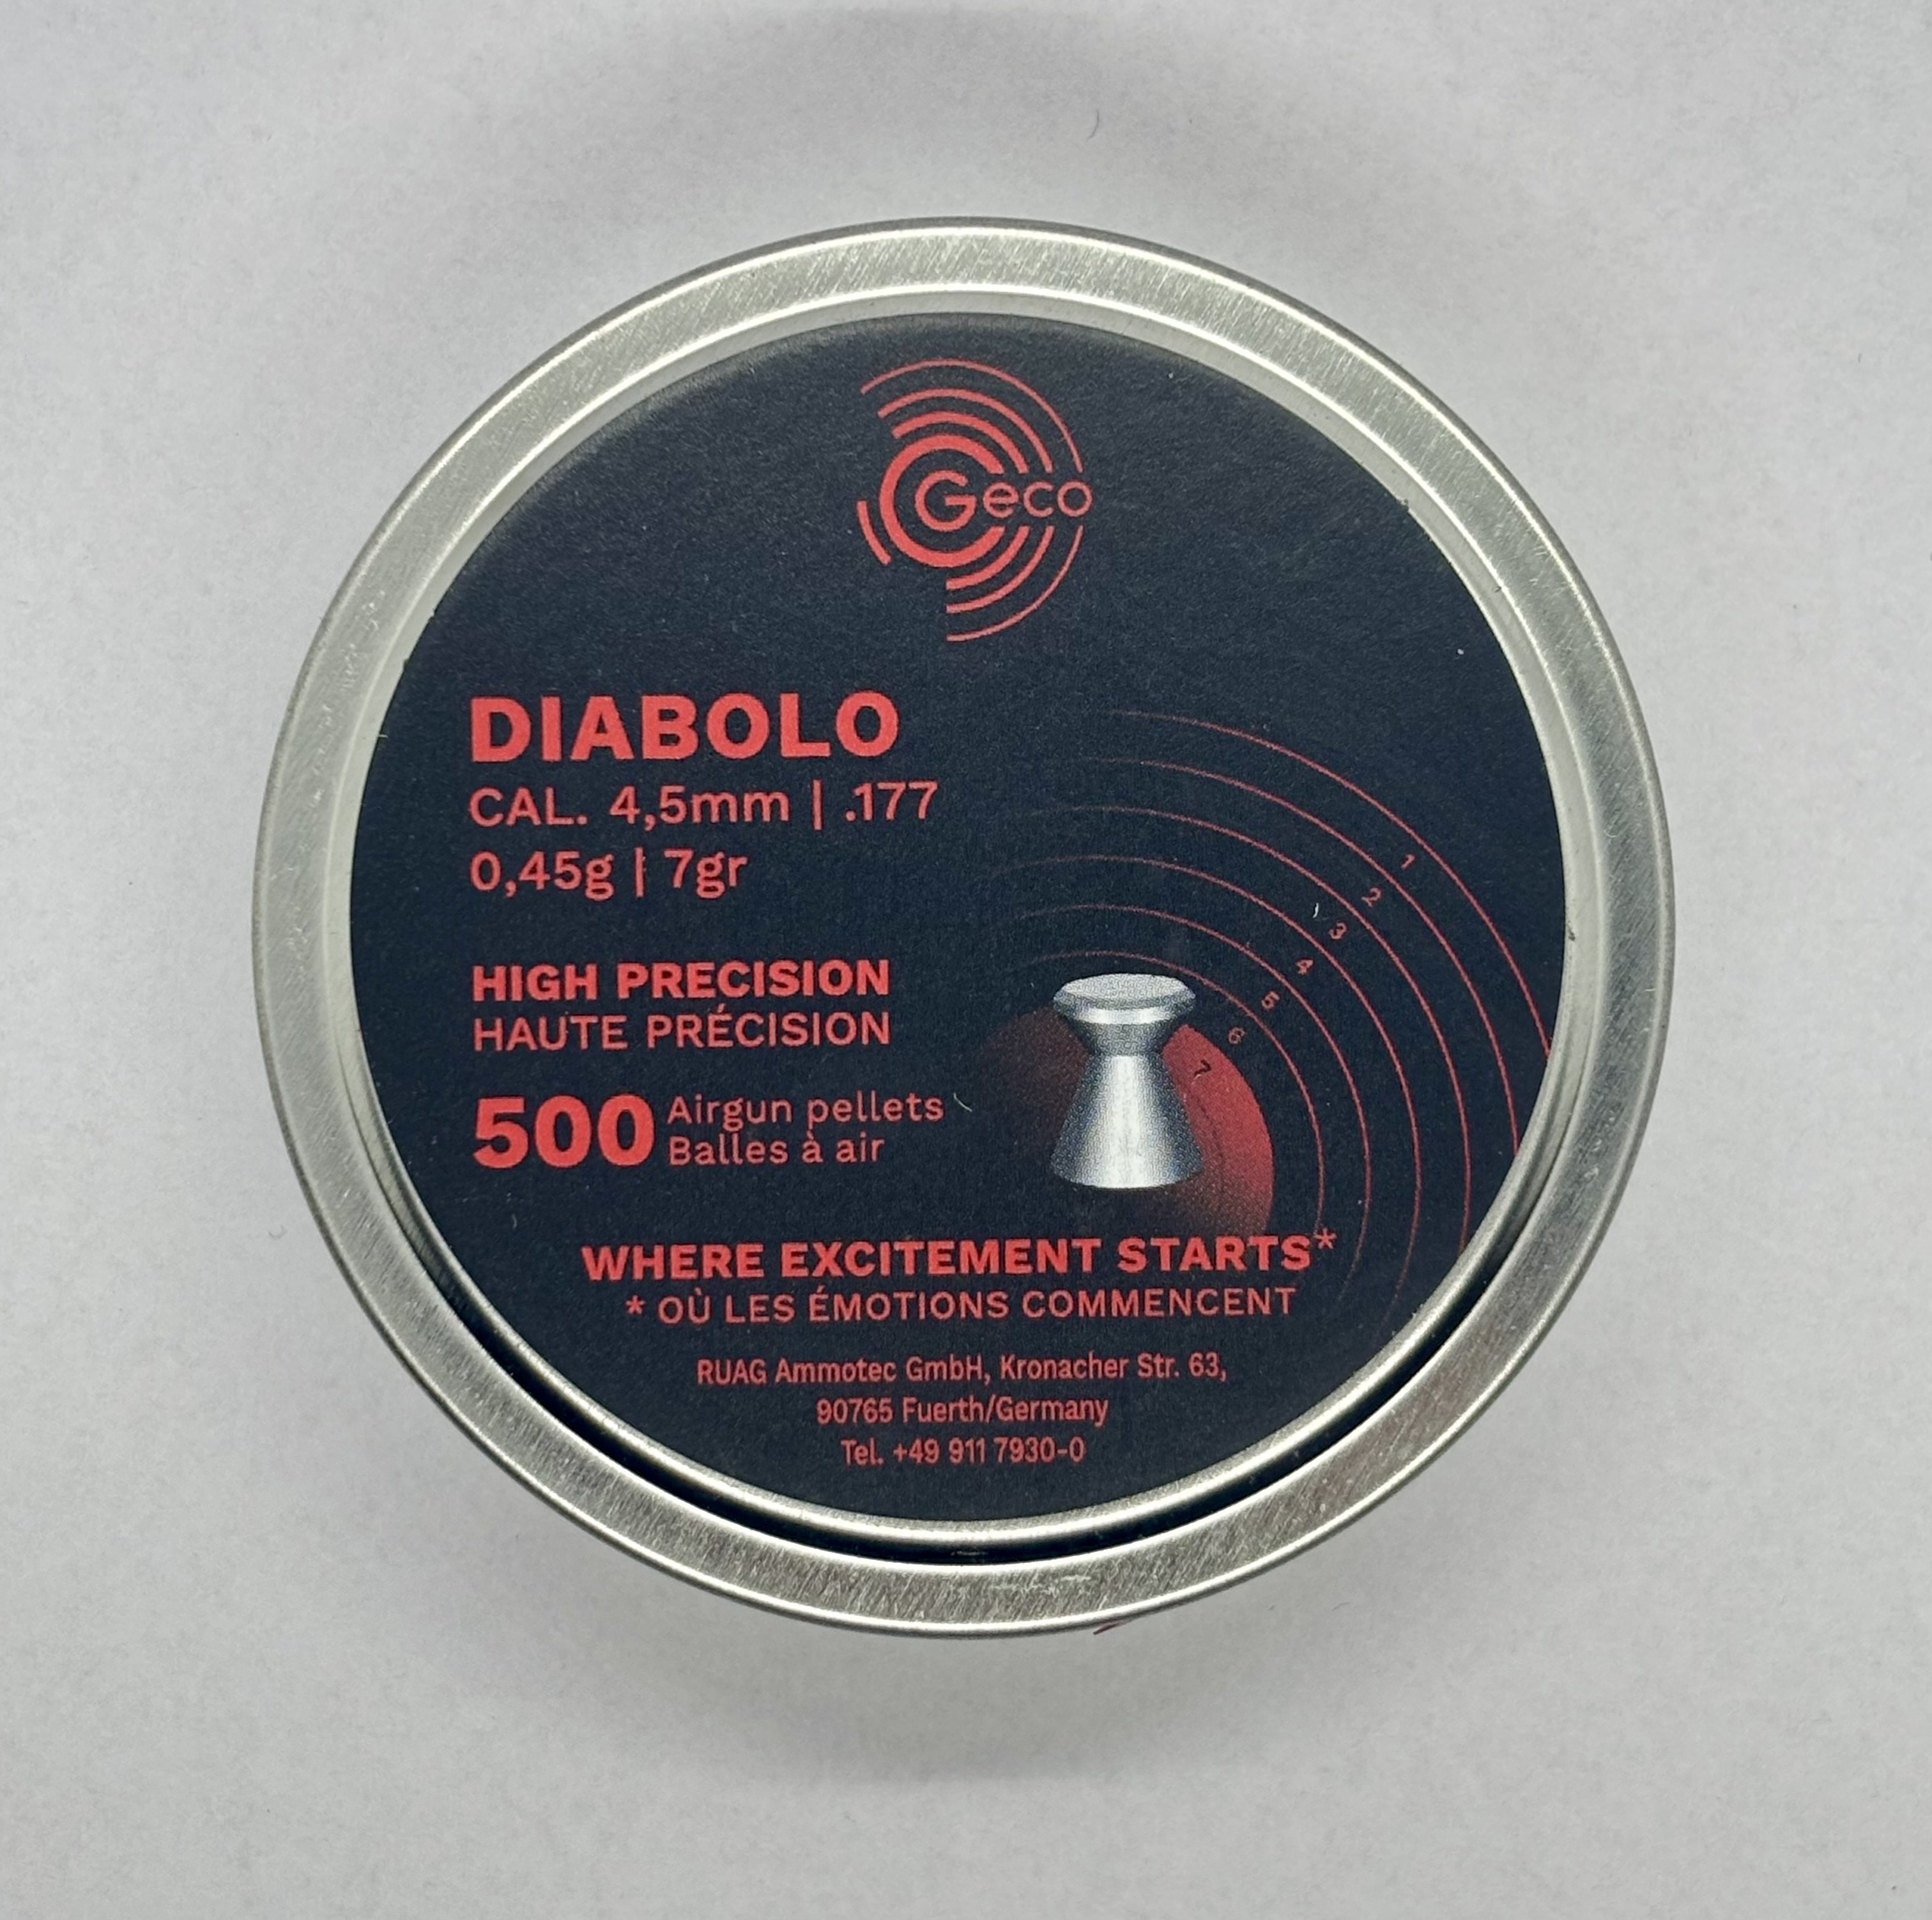 Geco
DIABOLO
CAL. 4,5mm | .177
0,45g | 7gr
1
2
3
4
5
6
7
HIGH PRECISION
HAUTE PRÉCISION
500 Airgun pellets
Balles à air
WHERE EXCITEMENT STARTS*
* OÙ LES ÉMOTIONS COMMENCENT
RUAG Ammotec GmbH, Kronacher Str. 63,
90765 Fuerth/Germany
Tel. +49 911 7930-0